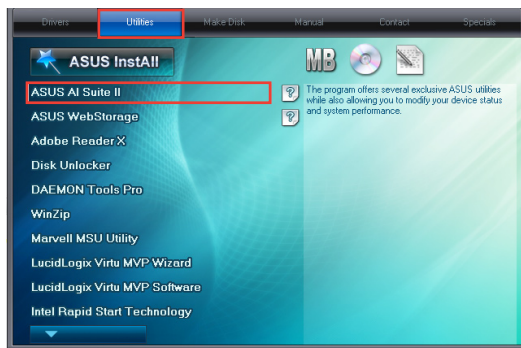 Drivers Utilities Make Disk Manual Contact Specials
ASUS InstAll
MB
ASUS AI Suite II
The program offers several exclusive ASUS utilities
while also allowing you to modify your device status
and system performance.
ASUS WebStorage
Adobe Reader X
Disk Unlocker
DAEMON Tools Pro
WinZip
Marvell MSU Utility
LucidLogix Virtu MVP Wizard
LucidLogix Virtu MVP Software
Intel Rapid Start Technology